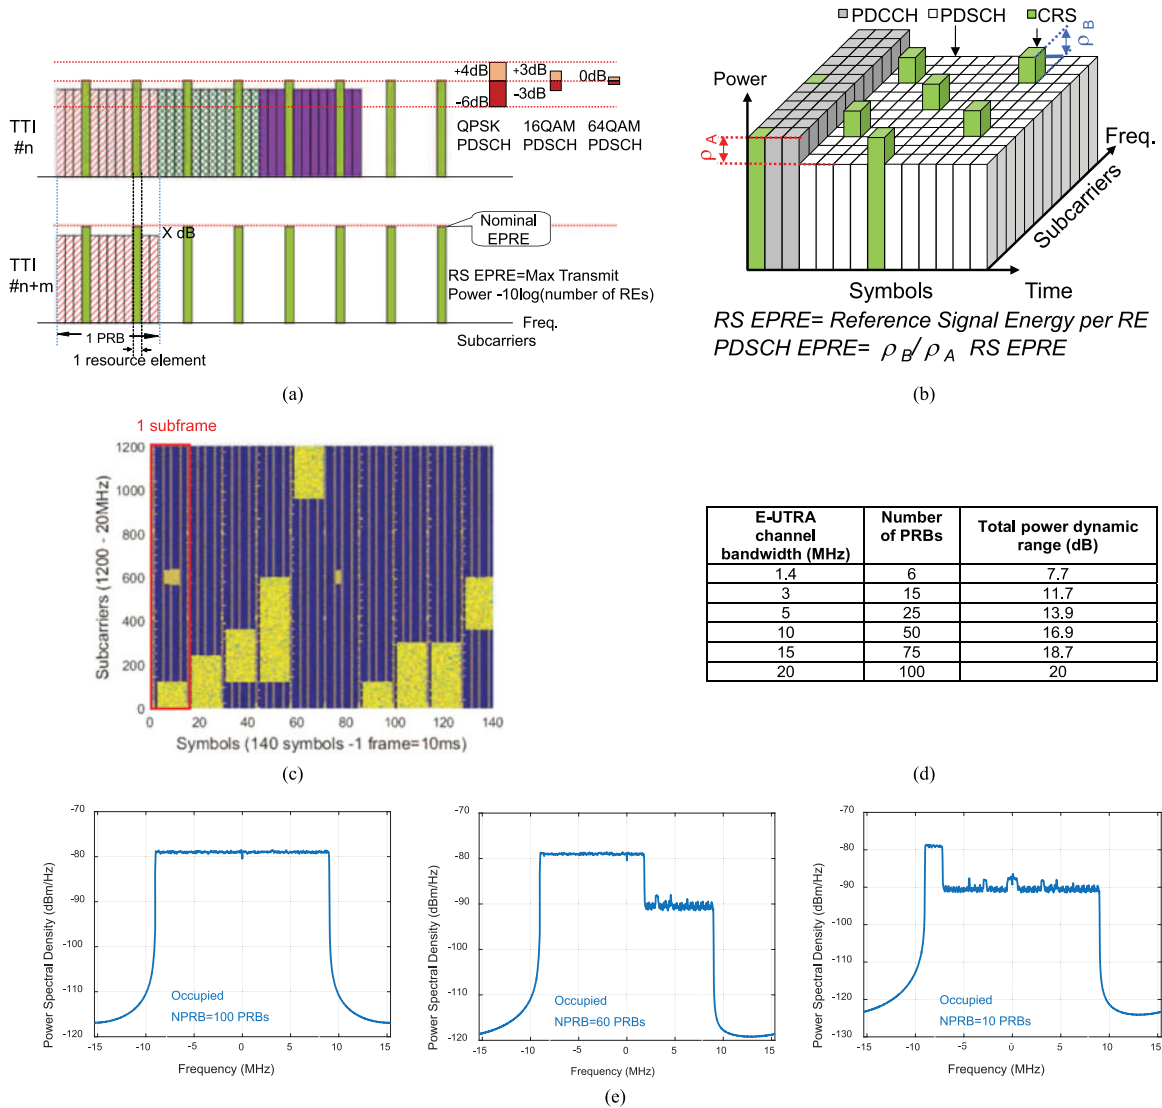 +4dB
+3dB
0dB
-6dB
-3dB
QPSK
PDSCH
16QAM
PDSCH
64QAM
PDSCH
TTI
#n
X dB
Nominal
EPRE
TTI
#n+m
RS EPRE=Max Transmit
Power -10log(number of REs)
Freq.
Subcarriers
1 PRB
1 resource element
(a)
PDCCH PDSCH CRS
ρB
Power
ρA
Freq.
Subcarriers
Symbols Time
RS EPRE= Reference Signal Energy per RE
PDSCH EPRE= ρB/ρA RS EPRE
(b)
1 subframe
1200
1000
800
600
400
200
0
Subcarriers (1200 - 20MHz)
0 20 40 60 80 100 120 140
Symbols (140 symbols -1 frame=10ms)
(c)
E-UTRA channel bandwidth (MHz) Number of PRBs Total power dynamic range (dB)
1.4 6 7.7
3 15 11.7
5 25 13.9
10 50 16.9
15 75 18.7
20 100 20
(d)
-70
-80
-90
-100
-110
-120
Power Spectral Density (dBm/Hz)
Occupied
NPRB=100 PRBs
-15 -10 -5 0 5 10 15
Frequency (MHz)
-70
-80
-90
-100
-110
-120
Power Spectral Density (dBm/Hz)
Occupied
NPRB=60 PRBs
-15 -10 -5 0 5 10 15
Frequency (MHz)
-70
-80
-90
-100
-110
-120
-130
Power Spectral Density (dBm/Hz)
Occupied
NPRB=10 PRBs
-15 -10 -5 0 5 10 15
Frequency (MHz)
(e)